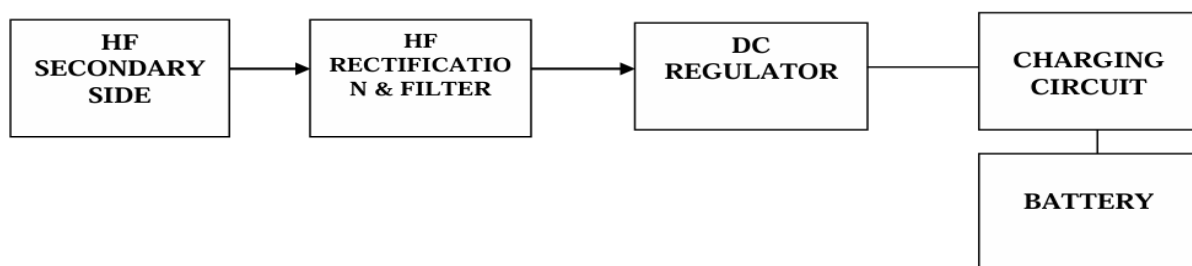 HF
SECONDARY
SIDE
HF
RECTIFICATIO
N & FILTER
DC
REGULATOR
CHARGING
CIRCUIT
BATTERY